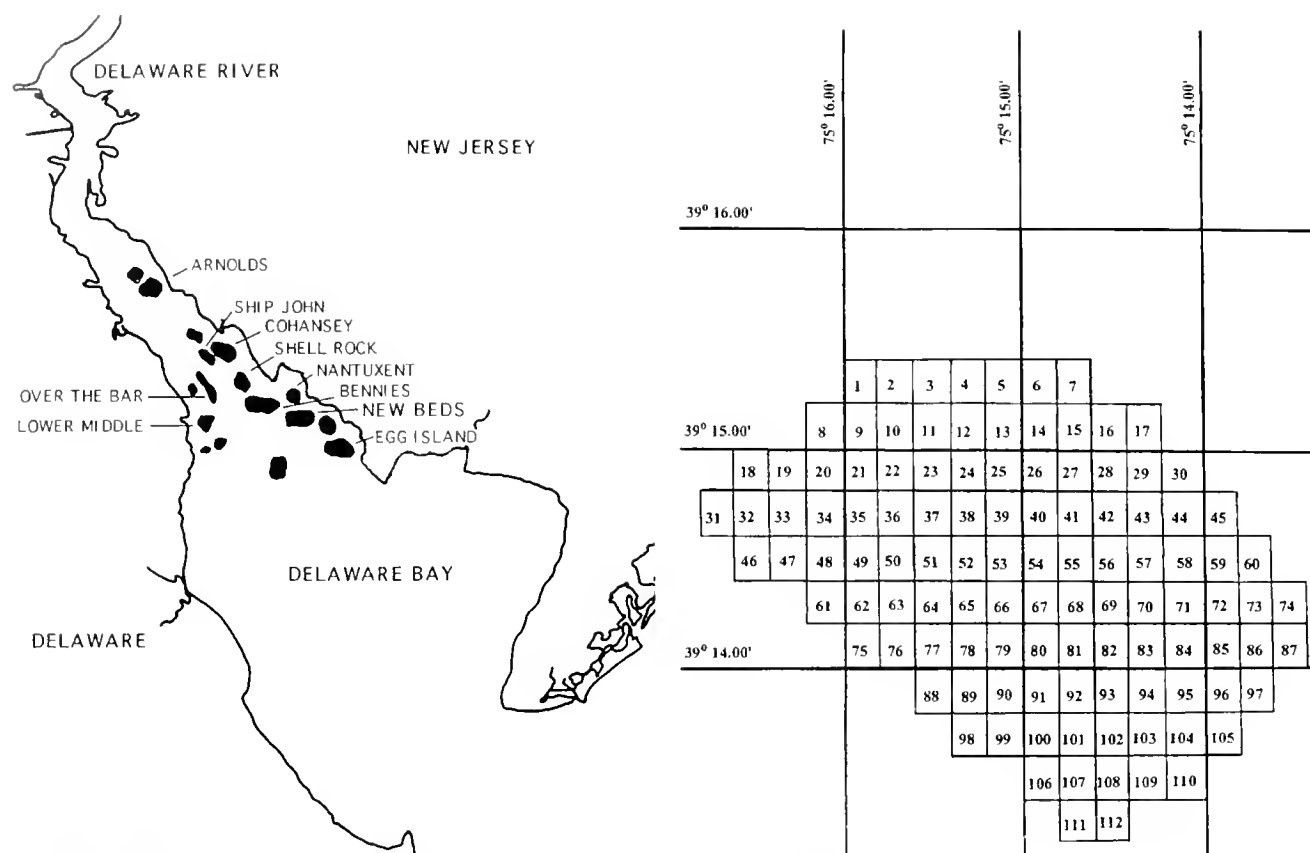 DELAWARE RIVER
NEW JERSEY
ARNOLDS
SHIP JOHN
COHANSEY
SHELL ROCK
NANTUXENT
BENNIES
OVER THE BAR
NEW BEDS
LOWER MIDDLE
EGG ISLAND
DELAWARE BAY
DELAWARE
75° 16.00'
75° 15.00'
75° 14.00'
39° 16.00'
1 2 3 4 5 6 7
39° 15.00'
8 9 10 11 12 13 14 15 16 17
18 19 20 21 22 23 24 25 26 27 28 29 30
31 32 33 34 35 36 37 38 39 40 41 42 43 44 45
46 47 48 49 50 51 52 53 54 55 56 57 58 59 60
61 62 63 64 65 66 67 68 69 70 71 72 73 74
39° 14.00'
75 76 77 78 79 80 81 82 83 84 85 86 87
88 89 90 91 92 93 94 95 96 97
98 99 100 101 102 103 104 105
106 107 108 109 110
111 112